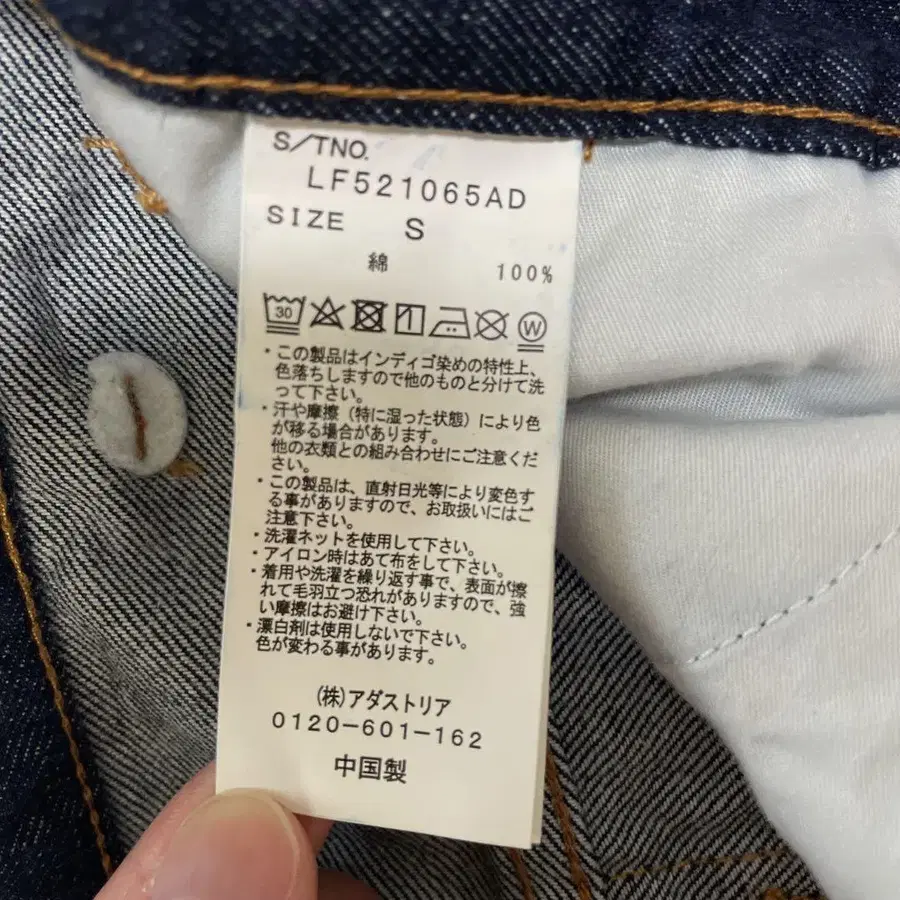 S/TNO.
LF521065AD
SIZE S
綿 100%
30 W
・この製品はインディゴ染めの特性上、
色落ちしますので他のものと分けて洗
って下さい。
・汗や摩擦（特に湿った状態）により色
が移る場合があります。
他の衣類との組み合わせにご注意くだ
さい。
・この製品は、直射日光等により変色す
る事がありますので、お取扱いにはご
注意下さい。
・洗濯ネットを使用して下さい。
・アイロン時はあて布をして下さい。
・着用や洗濯を繰り返す事で、表面が擦
れて毛羽立つ恐れがありますので、強
い摩擦はお避け下さい。
・漂白剤は使用しないで下さい。
色が変わる事があります。
（株）アダストリア
0120−601−162
中国製